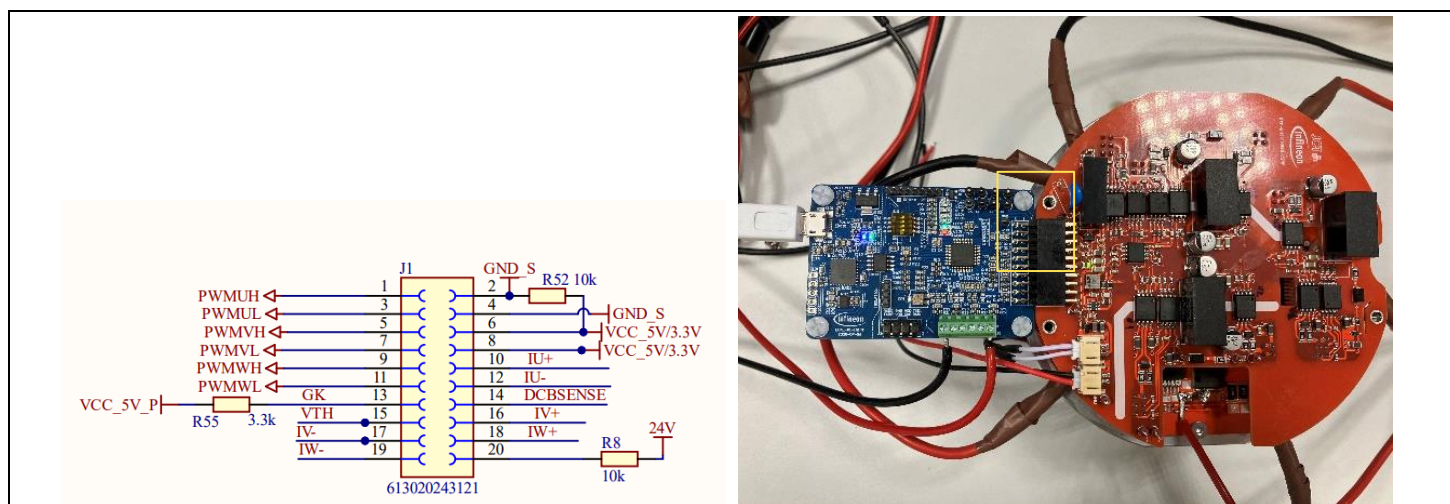 J1
GND_S
R52 10k
PWMUH 1 2
PWMUL 3 4 GND_S
PWMVH 5 6 VCC_5V/3.3V
PWMVL 7 8 VCC_5V/3.3V
PWMWH 9 10 IU+
PWMWL 11 12 IU-
VCC_5V_P GK 13 14 DCBSENSE
R55 3.3k VTH 15 16 IV+
IV- 17 18 IW+ R8 24V
IW- 19 20
10k
613020243121
infineon
infineon